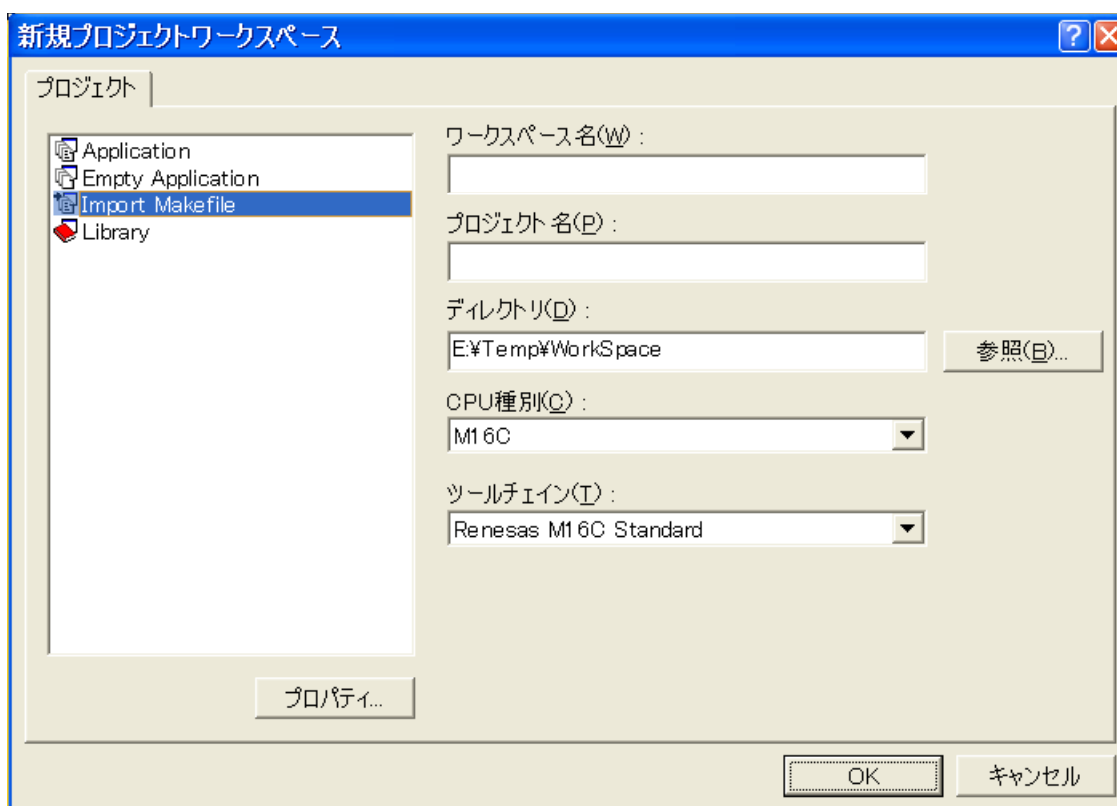 新規プロジェクトワークスペース
プロジェクト
Application
Empty Application
Import Makefile
Library
プロパティ...
ワークスペース名(W) :
プロジェクト名(P) :
ディレクトリ(D) :
E:¥Temp¥WorkSpace
参照(B)...
CPU種別(C) :
M16C
ツールチェイン(T) :
Renesas M16C Standard
OK
キャンセル